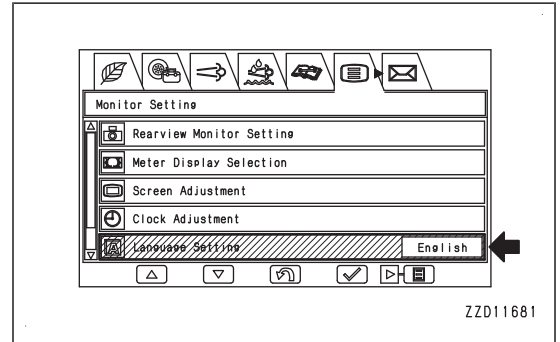 Monitor Setting
Rearview Monitor Setting
Meter Display Selection
Screen Adjustment
Clock Adjustment
A Language Setting English
ZZD11681